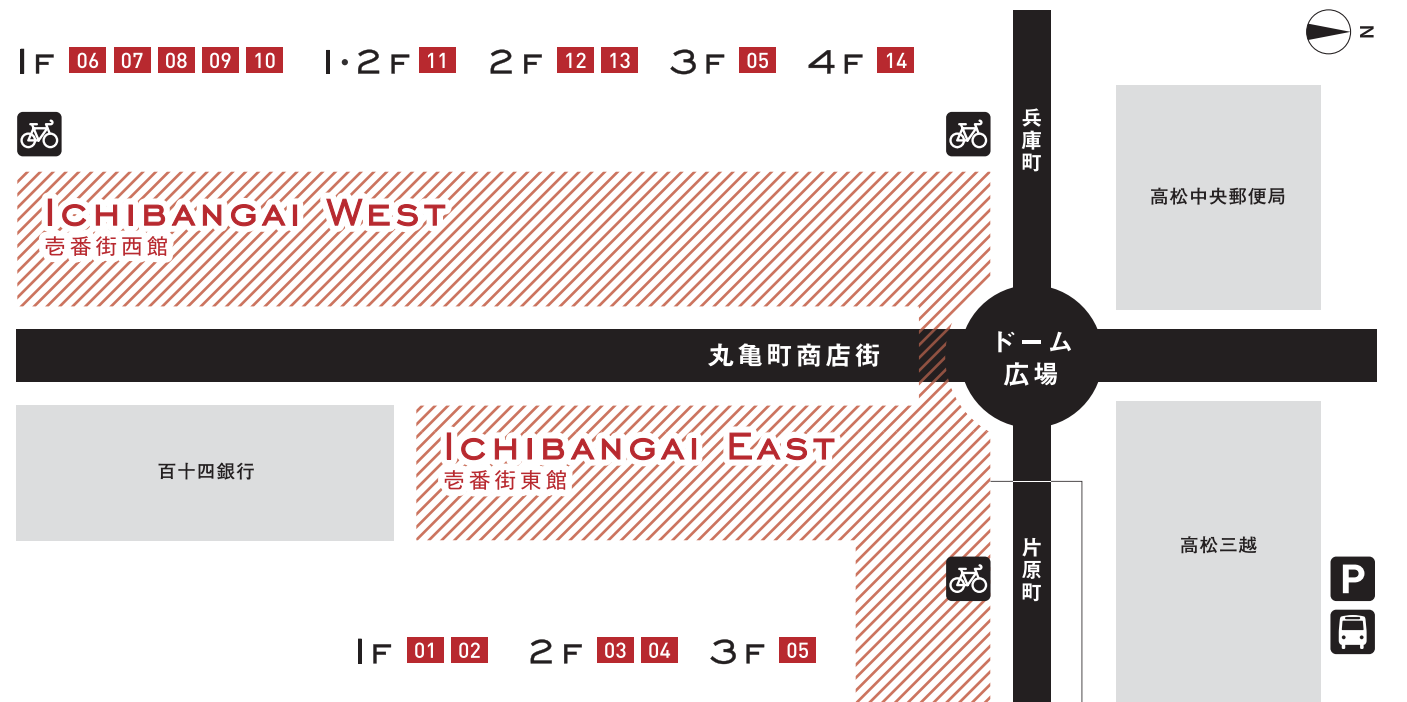 1F 06 07 08 09 10 1・2F 11 2F 12 13 3F 05 4F 14
N
兵庫町
高松中央郵便局
ICHIBANGAI WEST
壱番街西館
丸亀町商店街
ドーム
広場
ICHIBANGAI EAST
壱番街東館
百十四銀行
片原町
高松三越
P
1F 01 02 2F 03 04 3F 05